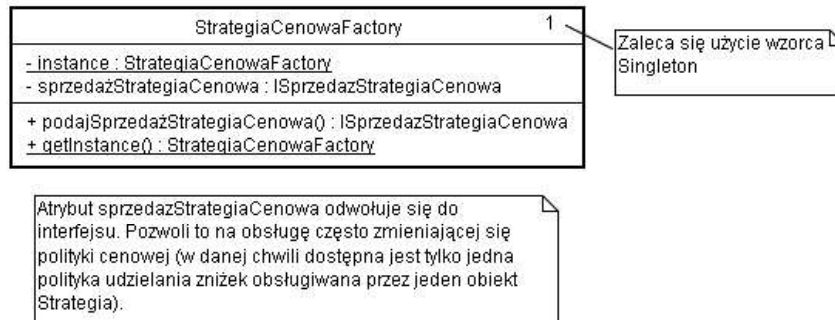 StrategiaCenowaFactory 1
- instance : StrategiaCenowaFactory
- sprzedażStrategiaCenowa : ISprzedazStrategiaCenowa
+ podajSprzedażStrategiaCenowa() : ISprzedazStrategiaCenowa
+ getInstance() : StrategiaCenowaFactory
Zaleca się użycie wzorca
Singleton
Atrybut sprzedazStrategiaCenowa odwołuje się do
interfejsu. Pozwoli to na obsługę często zmieniającej się
polityki cenowej (w danej chwili dostępna jest tylko jedna
polityka udzielania zniżek obsługiwana przez jeden obiekt
Strategia).